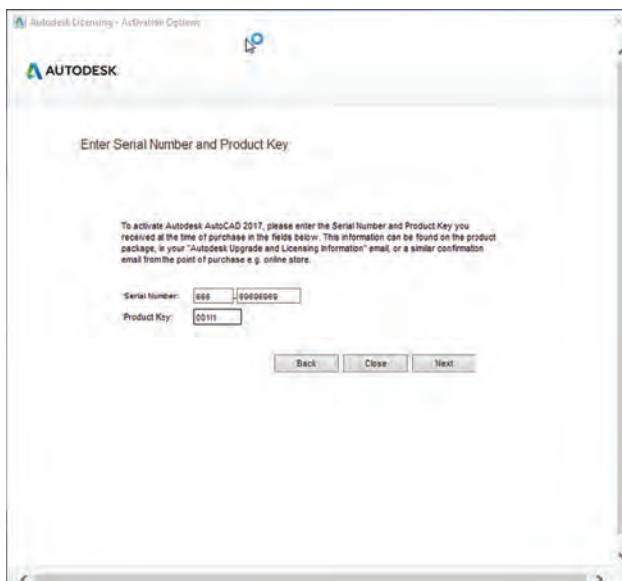 Autodesk Licensing - Activation Options
AUTODESK
Enter Serial Number and Product Key
To activate Autodesk AutoCAD 2017, please enter the Serial Number and Product Key you
received at the time of purchase in the fields below. This information can be found on the product
package, in your "Autodesk Upgrade and Licensing Information" email, or a similar confirmation
email from the point of purchase e.g. online store.
Serial Number: 666 - 69696969
Product Key: 001I1
Back Close Next